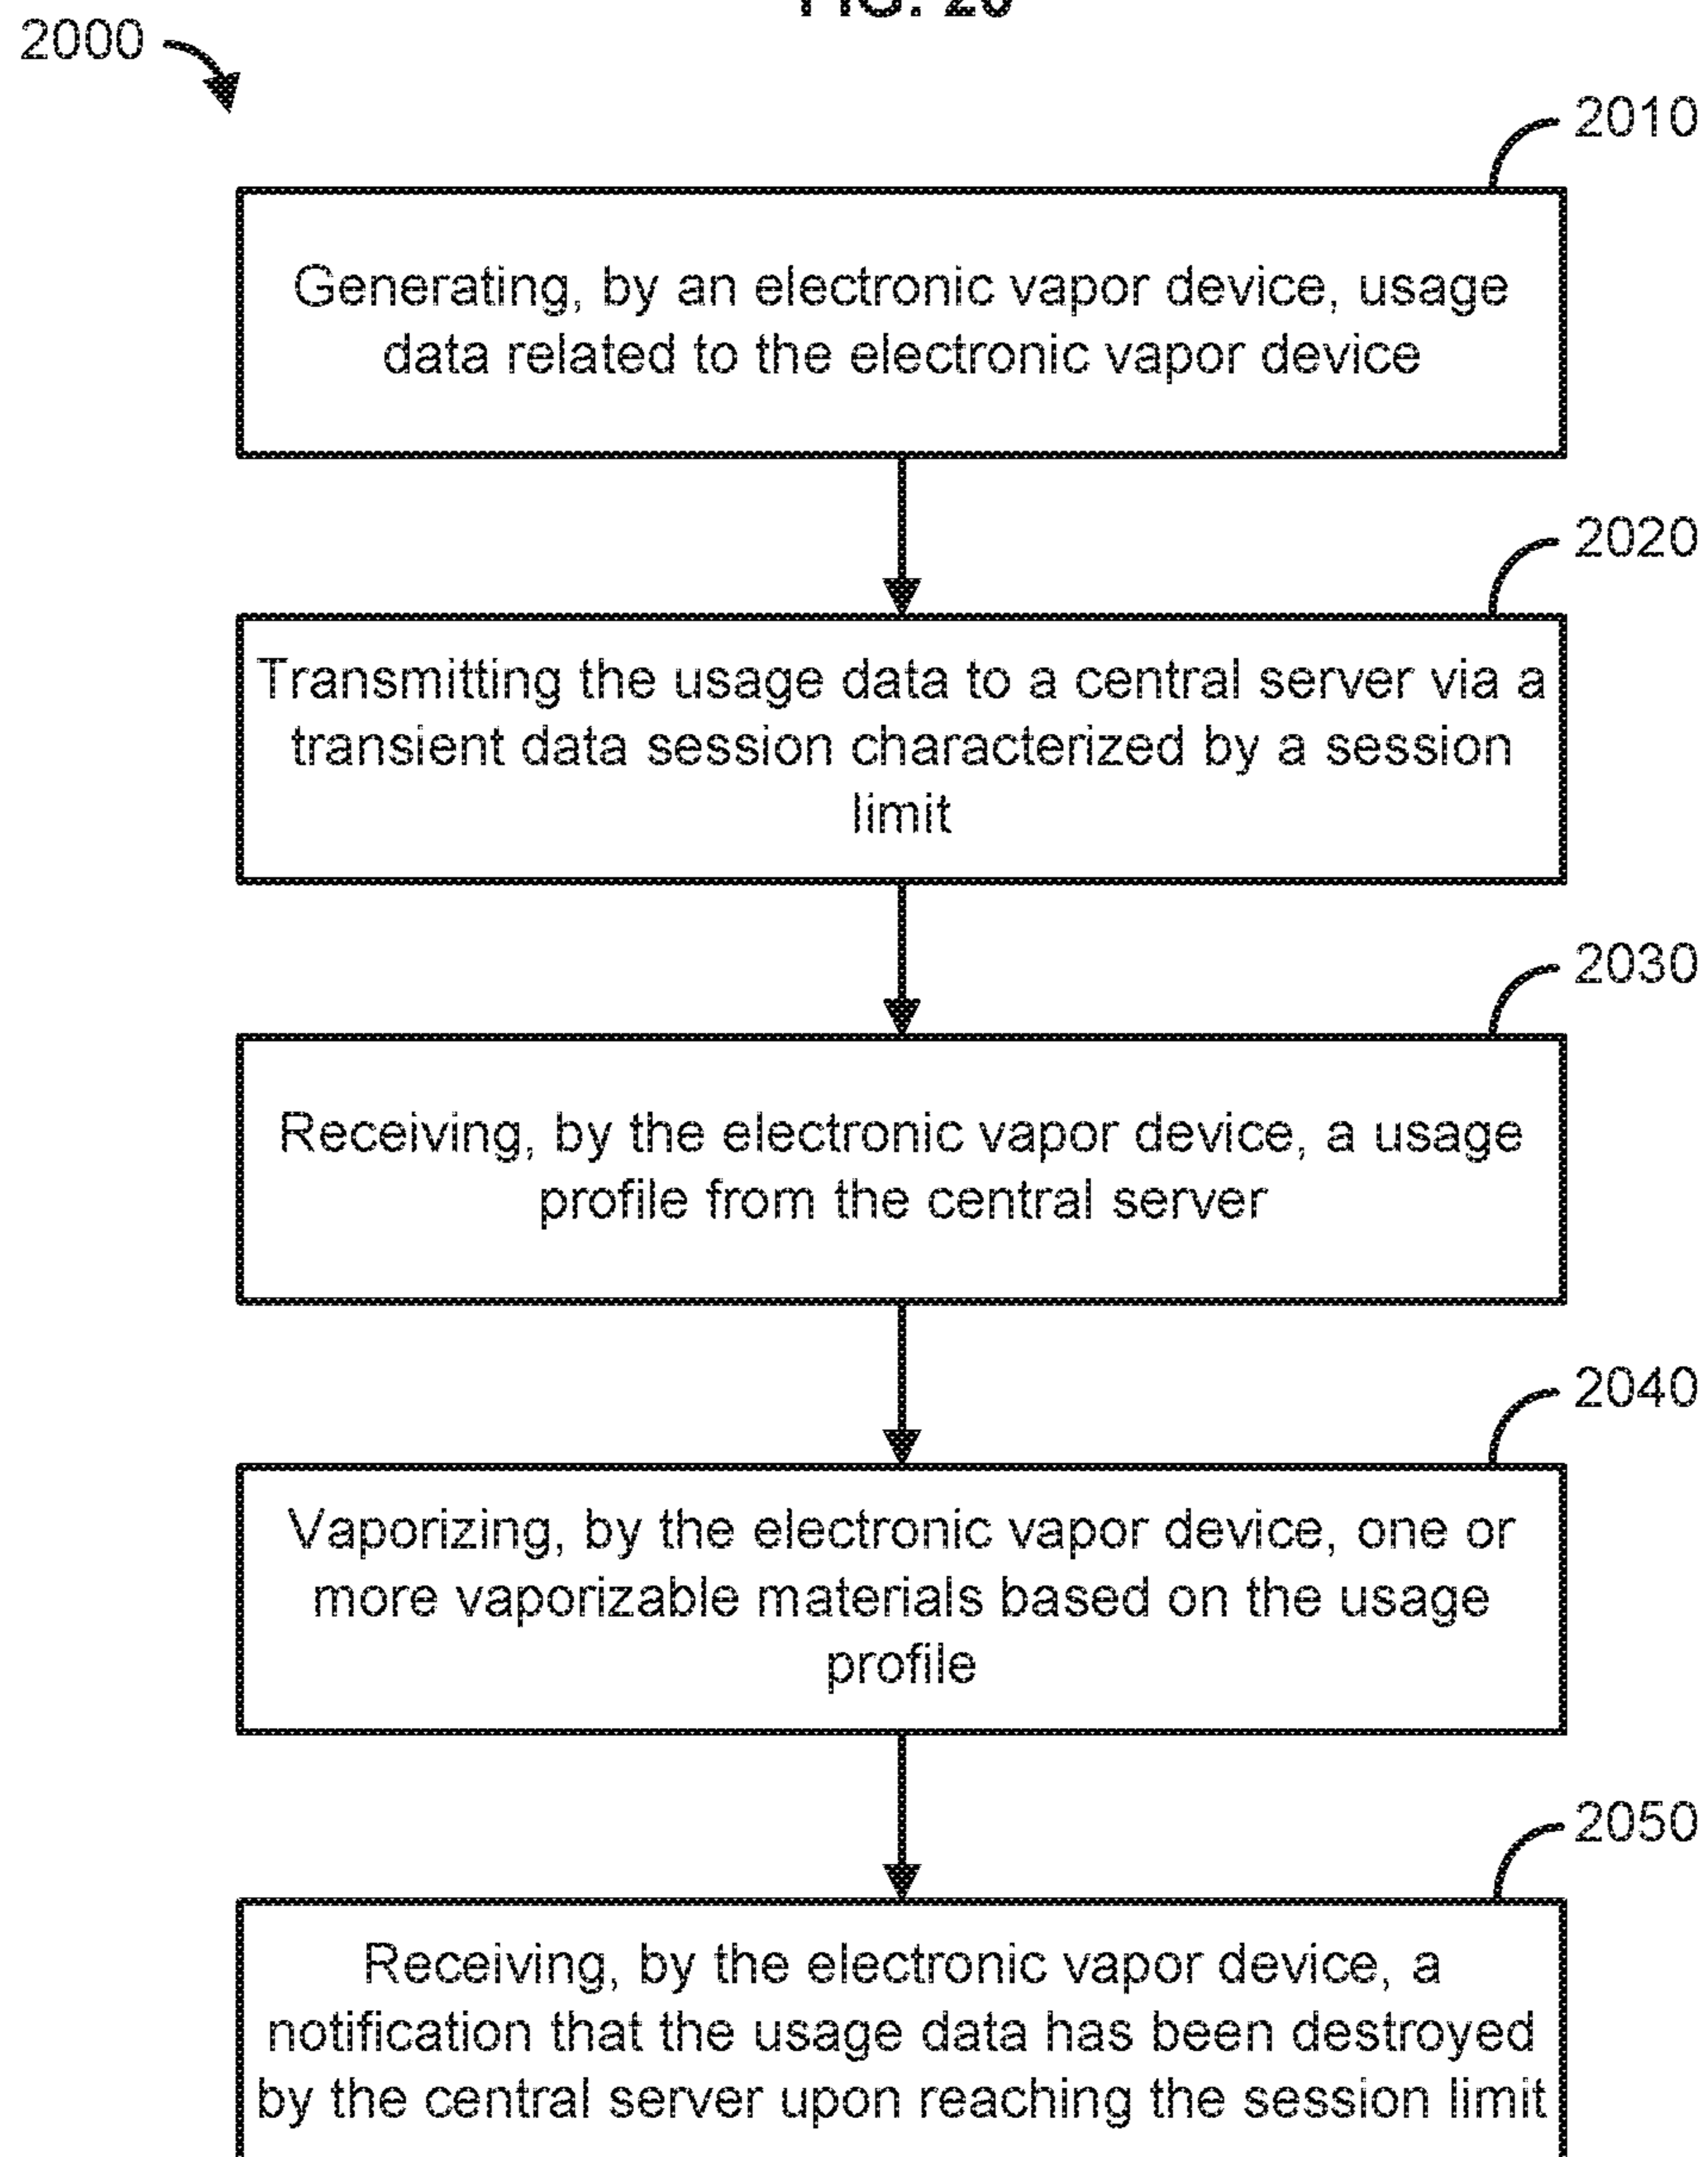 FIG. 20
2000
2010
Generating, by an electronic vapor device, usage
data related to the electronic vapor device
2020
Transmitting the usage data to a central server via a
transient data session characterized by a session
limit
2030
Receiving, by the electronic vapor device, a usage
profile from the central server
2040
Vaporizing, by the electronic vapor device, one or
more vaporizable materials based on the usage
profile
2050
Receiving, by the electronic vapor device, a
notification that the usage data has been destroyed
by the central server upon reaching the session limit